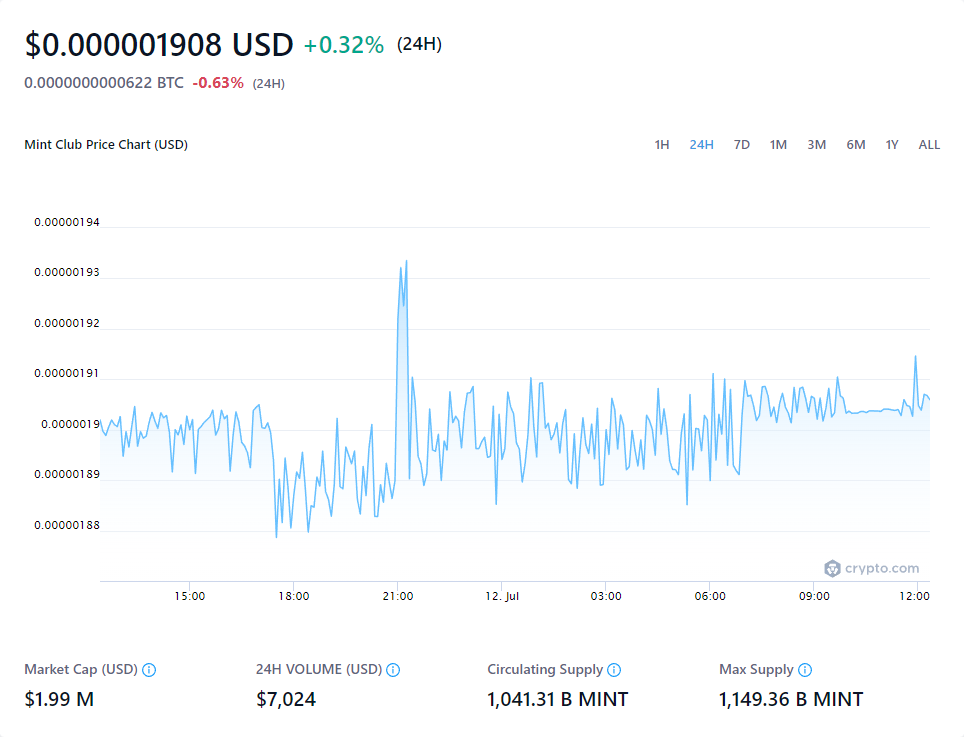 $0.000001908 USD +0.32% (24H)
0.0000000000622 BTC -0.63% (24H)
Mint Club Price Chart (USD) 1H 24H 7D 1M 3M 6M 1Y ALL
0.00000194
0.00000193
0.00000192
0.00000191
0.0000019
0.00000189
0.00000188
crypto.com
15:00 18:00 21:00 12. Jul 03:00 06:00 09:00 12:00
Market Cap (USD) 24H VOLUME (USD) Circulating Supply Max Supply
$1.99 M $7,024 1,041.31 B MINT 1,149.36 B MINT